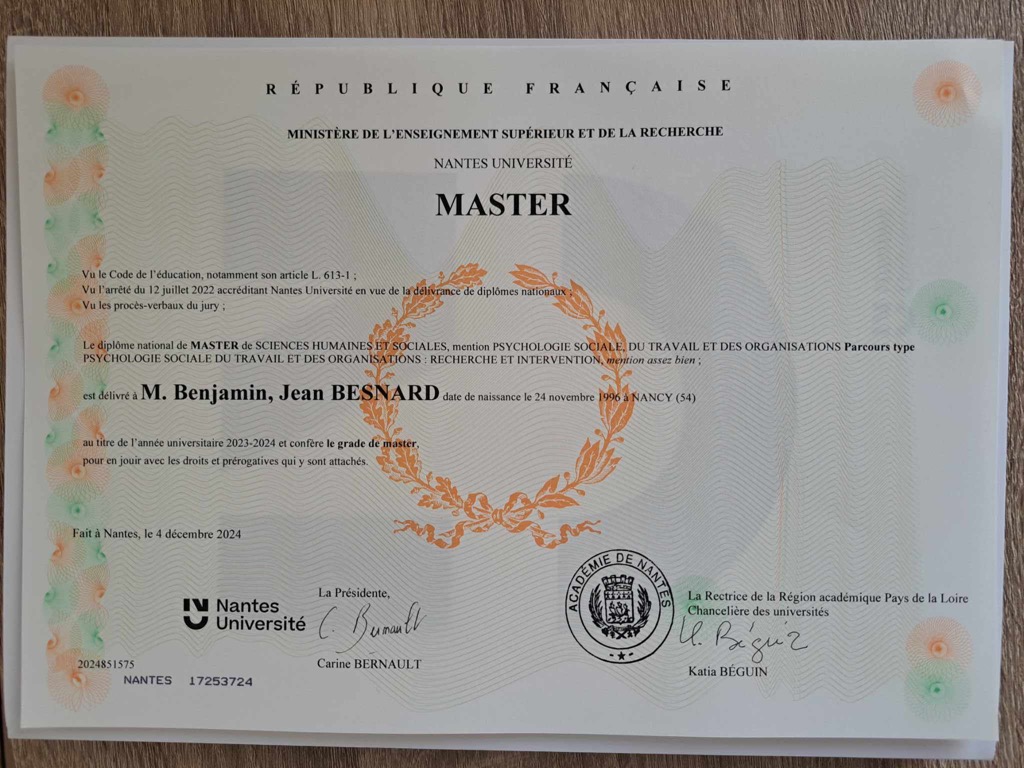 RÉPUBLIQUE FRANÇAISE
MINISTÈRE DE L'ENSEIGNEMENT SUPÉRIEUR ET DE LA RECHERCHE
NANTES UNIVERSITÉ
MASTER
Vu le Code de l'éducation, notamment son article L. 613-1 ;
Vu l'arrêté du 12 juillet 2022 accréditant Nantes Université en vue de la délivrance de diplômes nationaux ;
Vu les procès-verbaux du jury ;
Le diplôme national de MASTER de SCIENCES HUMAINES ET SOCIALES, mention PSYCHOLOGIE SOCIALE, DU TRAVAIL ET DES ORGANISATIONS Parcours type
PSYCHOLOGIE SOCIALE DU TRAVAIL ET DES ORGANISATIONS : RECHERCHE ET INTERVENTION, mention assez bien ;
est délivré à M. Benjamin, Jean BESNARD date de naissance le 24 novembre 1996 à NANCY (54)
au titre de l'année universitaire 2023-2024 et confère le grade de master,
pour en jouir avec les droits et prérogatives qui y sont attachés.
Fait à Nantes, le 4 décembre 2024
Nantes
Université
La Présidente,
C. Bernault
Carine BERNAULT
ACADÉMIE DE NANTES
La Rectrice de la Région académique Pays de la Loire
Chancelière des universités
K. Béguin
Katia BÉGUIN
2024851575
NANTES 17253724